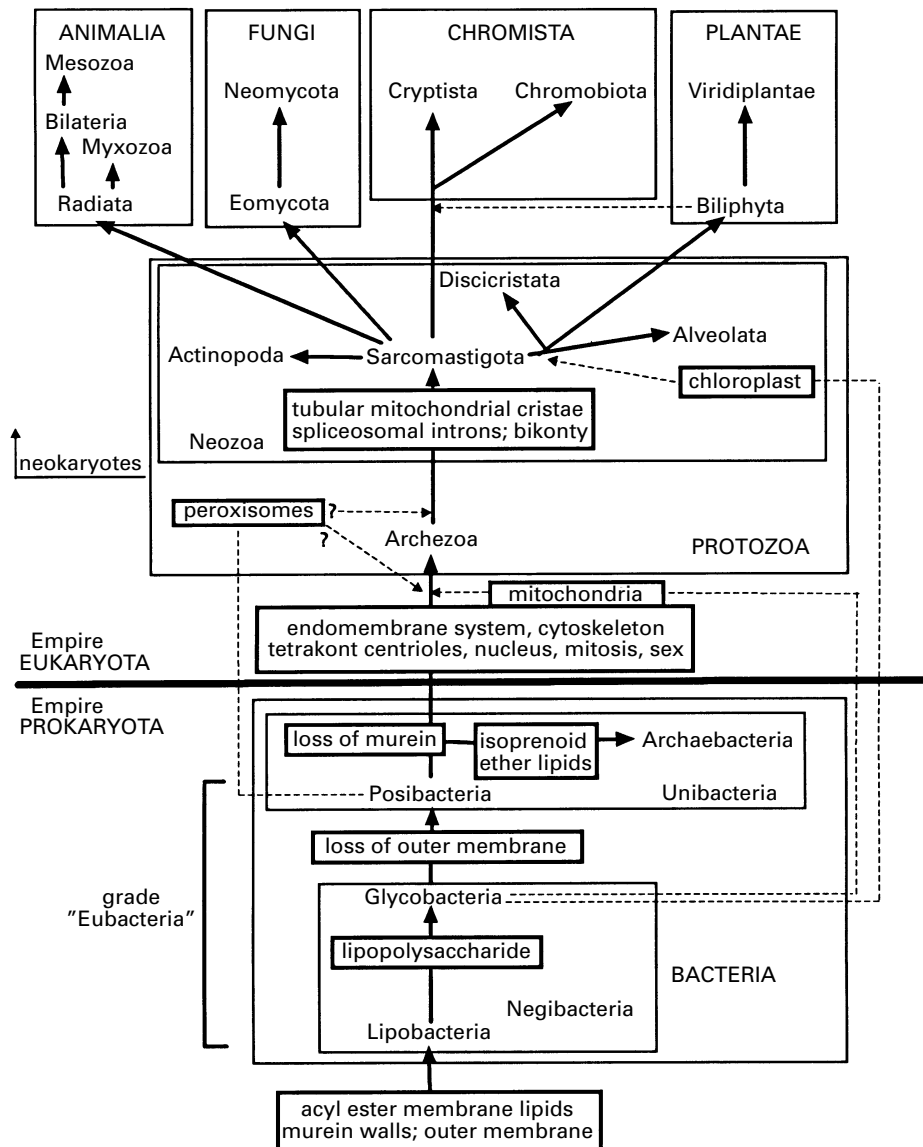 ANIMALIA
Mesozoa
Bilateria
Myxozoa
Radiata
FUNGI
Neomycota
Eomycota
CHROMISTA
Cryptista
Chromobiota
PLANTAE
Viridiplantae
Biliphyta
Discicristata
Actinopoda
Sarcomastigota
Alveolata
chloroplast
tubular mitochondrial cristae
spliceosomal introns; bikonty
Neozoa
neokaryotes
peroxisomes
?
?
Archezoa
PROTOZOA
mitochondria
endomembrane system, cytoskeleton
tetrakont centrioles, nucleus, mitosis, sex
Empire
EUKARYOTA
Empire
PROKARYOTA
loss of murein
isoprenoid
ether lipids
Archaebacteria
Posibacteria
Unibacteria
loss of outer membrane
grade
"Eubacteria"
Glycobacteria
lipopolysaccharide
BACTERIA
Negibacteria
Lipobacteria
acyl ester membrane lipids
murein walls; outer membrane